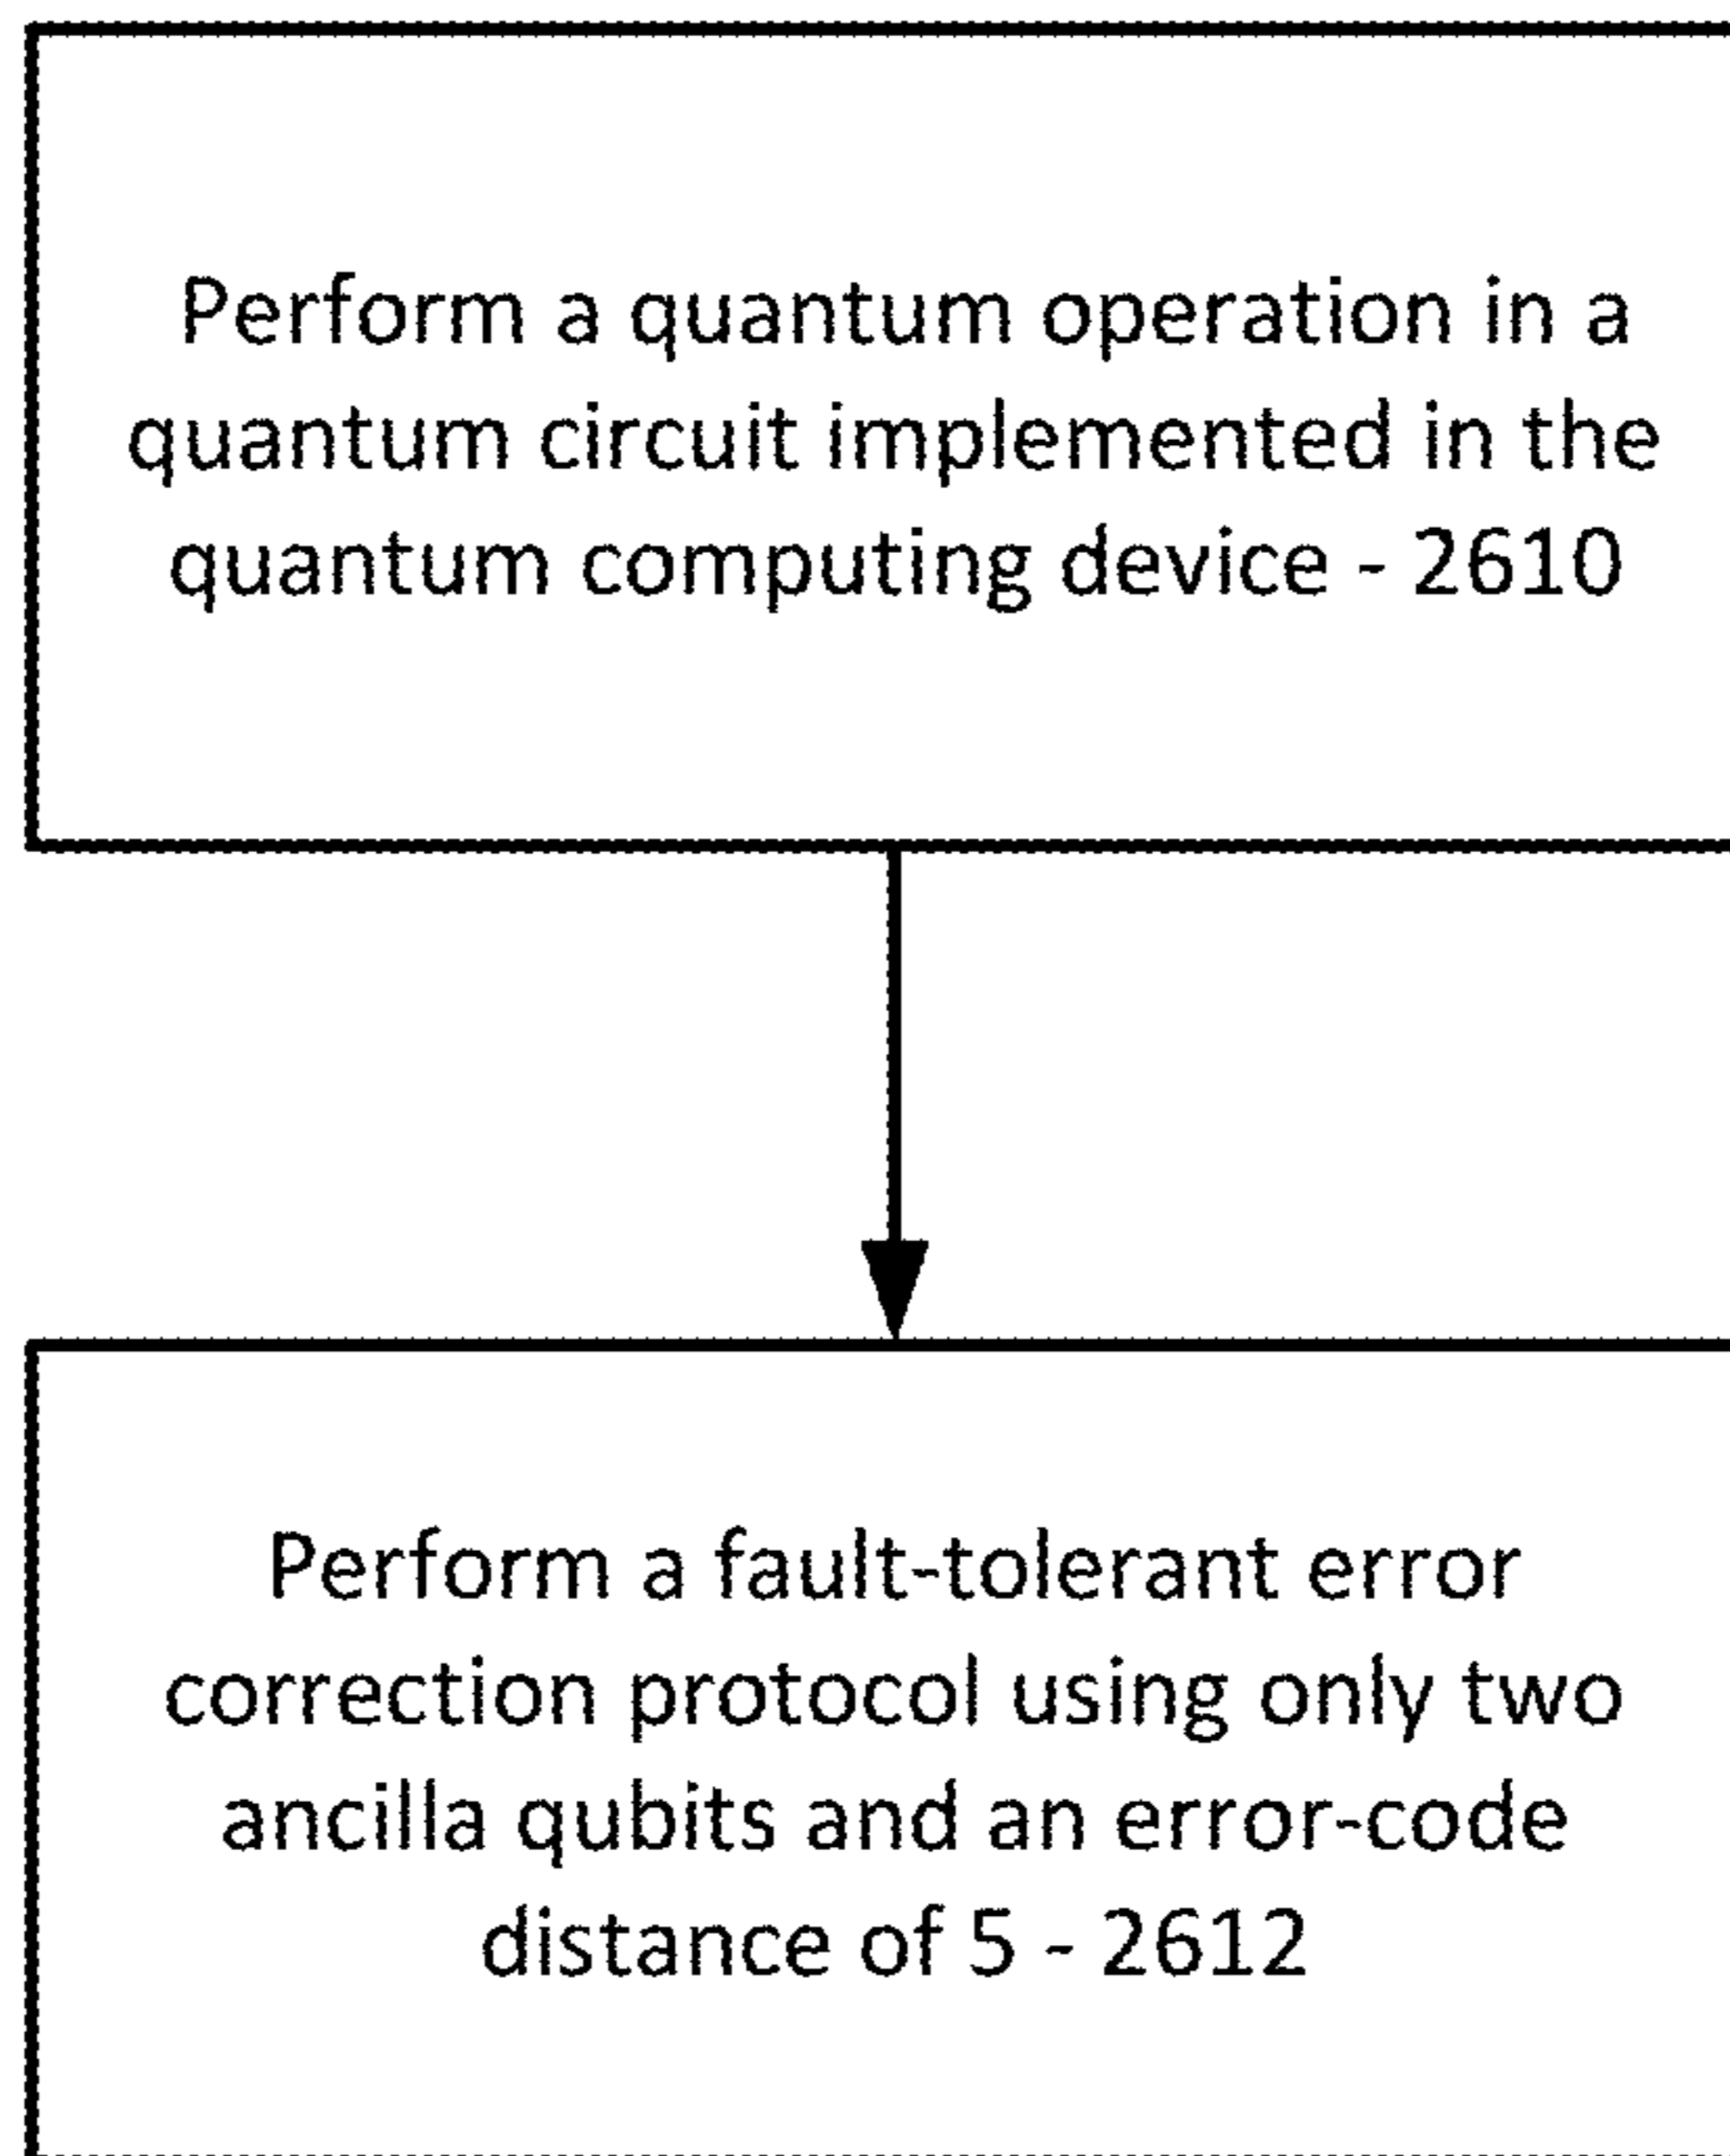 Perform a quantum operation in a
quantum circuit implemented in the
quantum computing device - 2610
Perform a fault-tolerant error
correction protocol using only two
ancilla qubits and an error-code
distance of 5 - 2612